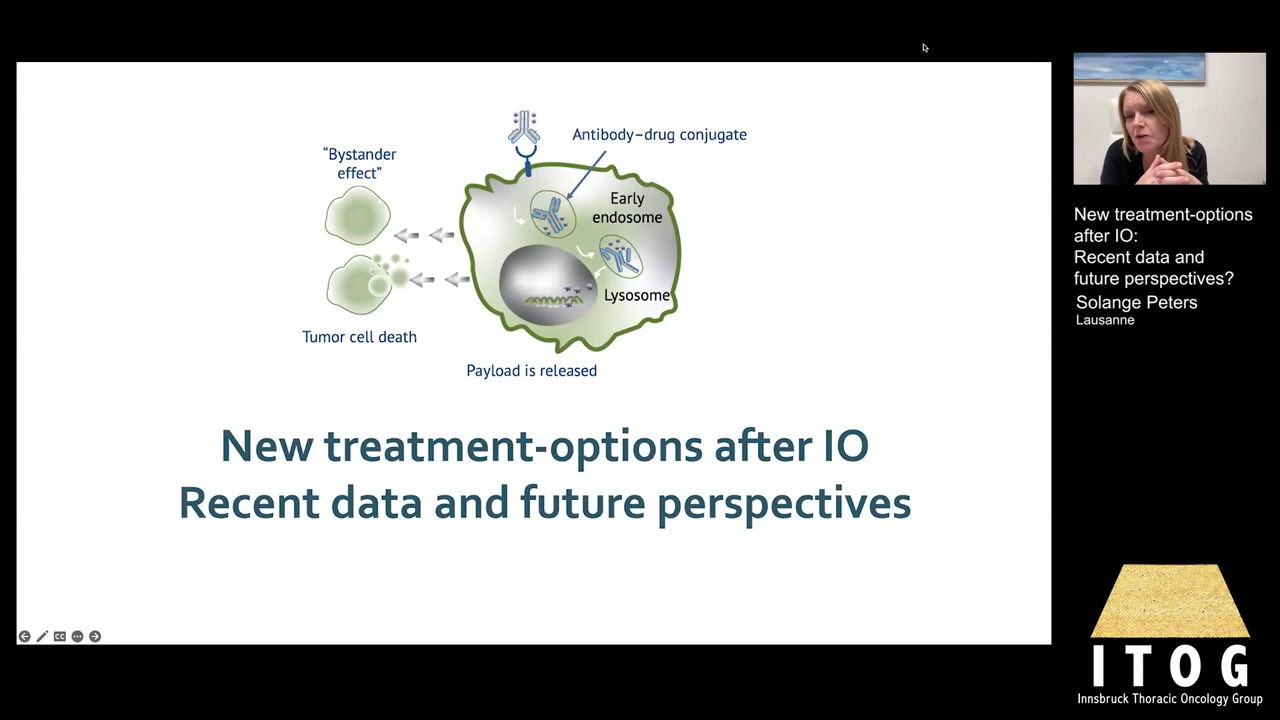 "Bystander
effect"
Antibody–drug conjugate
Early
endosome
Lysosome
Tumor cell death
Payload is released
New treatment-options after IO
Recent data and future perspectives
New treatment-options
after IO:
Recent data and
future perspectives?
Solange Peters
Lausanne
ITOG
Innsbruck Thoracic Oncology Group